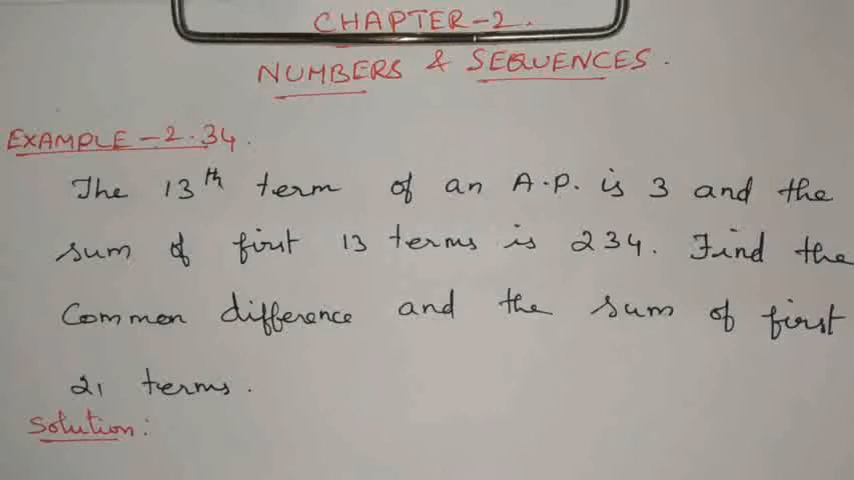 CHAPTER-2.
NUMBERS & SEQUENCES.
EXAMPLE-2.34.
The 13th term of an A.P. is 3 and the
sum of first 13 terms is 234. Find the
Common difference and the sum of first
21 terms.
Solution: